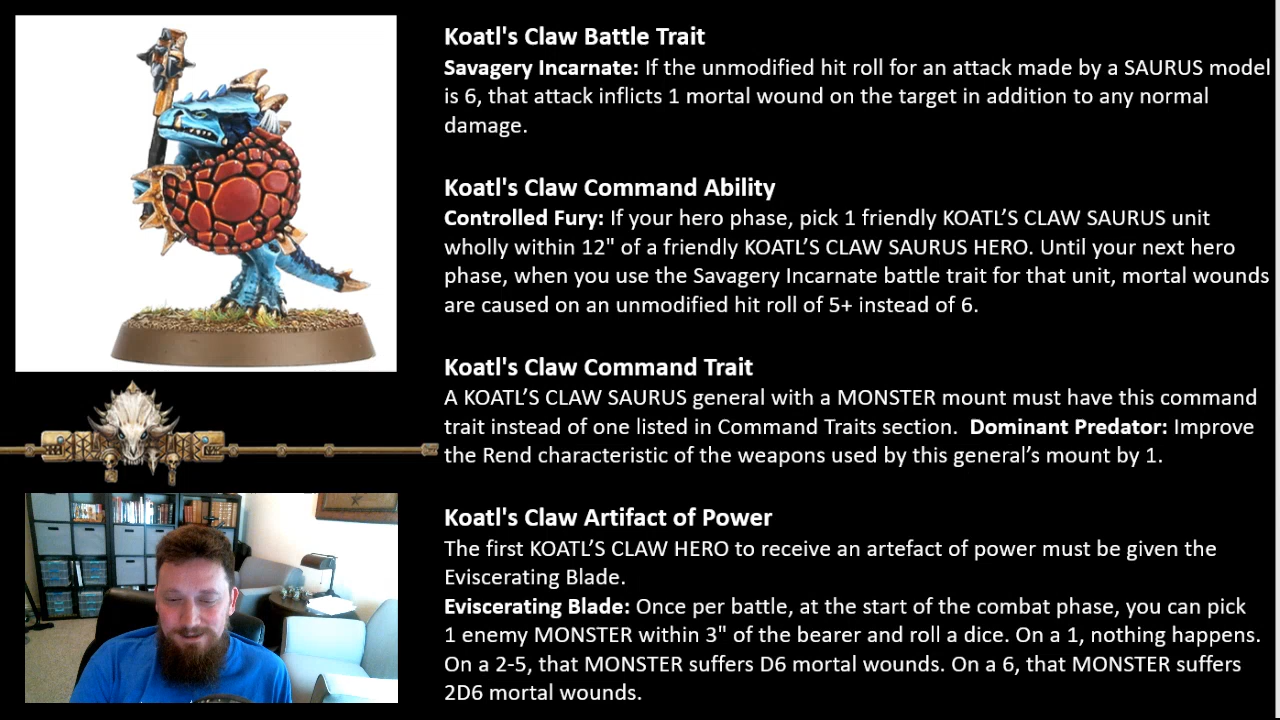 Koatl's Claw Battle Trait
Savagery Incarnate: If the unmodified hit roll for an attack made by a SAURUS model
is 6, that attack inflicts 1 mortal wound on the target in addition to any normal
damage.
Koatl's Claw Command Ability
Controlled Fury: If your hero phase, pick 1 friendly KOATL’S CLAW SAURUS unit
wholly within 12" of a friendly KOATL’S CLAW SAURUS HERO. Until your next hero
phase, when you use the Savagery Incarnate battle trait for that unit, mortal wounds
are caused on an unmodified hit roll of 5+ instead of 6.
Koatl's Claw Command Trait
A KOATL’S CLAW SAURUS general with a MONSTER mount must have this command
trait instead of one listed in Command Traits section. Dominant Predator: Improve
the Rend characteristic of the weapons used by this general’s mount by 1.
Koatl's Claw Artifact of Power
The first KOATL’S CLAW HERO to receive an artefact of power must be given the
Eviscerating Blade.
Eviscerating Blade: Once per battle, at the start of the combat phase, you can pick
1 enemy MONSTER within 3" of the bearer and roll a dice. On a 1, nothing happens.
On a 2-5, that MONSTER suffers D6 mortal wounds. On a 6, that MONSTER suffers
2D6 mortal wounds.